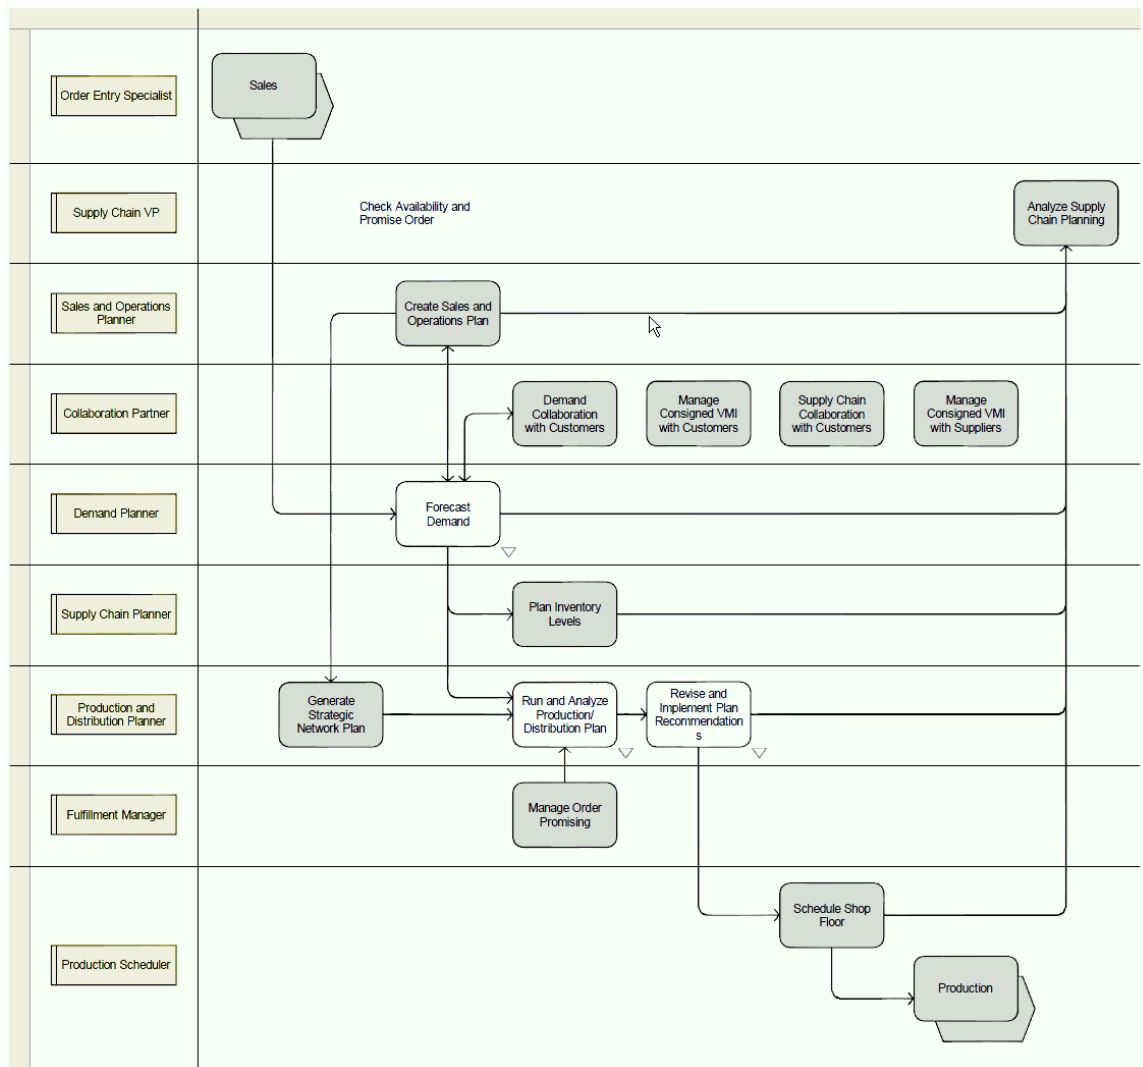 Order Entry Specialist
Sales
Supply Chain VP
Check Availability and
Promise Order
Analyze Supply
Chain Planning
Sales and Operations
Planner
Create Sales and
Operations Plan
Collaboration Partner
Demand
Collaboration
with Customers
Manage
Consigned VMI
with Customers
Supply Chain
Collaboration
with Customers
Manage
Consigned VMI
with Suppliers
Demand Planner
Forecast
Demand
Supply Chain Planner
Plan Inventory
Levels
Production and
Distribution Planner
Generate
Strategic
Network Plan
Run and Analyze
Production/
Distribution Plan
Revise and
Implement Plan
Recommendation
s
Fulfillment Manager
Manage Order
Promising
Production Scheduler
Schedule Shop
Floor
Production